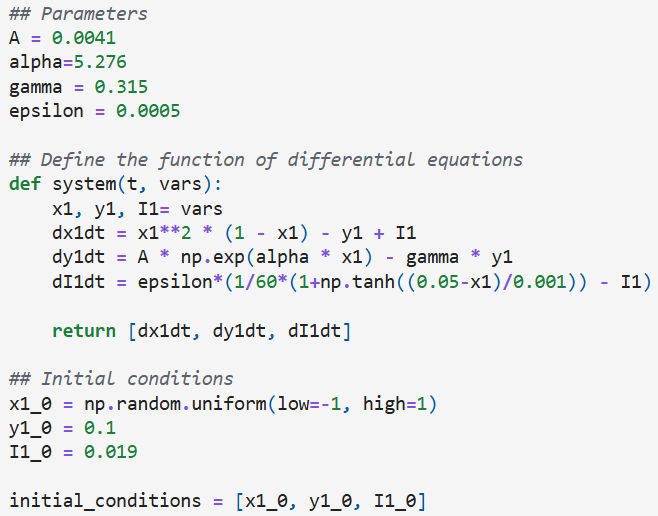 ## Parameters
A = 0.0041
alpha=5.276
gamma = 0.315
epsilon = 0.0005
## Define the function of differential equations
def system(t, vars):
x1, y1, I1= vars
dx1dt = x1**2 * (1 - x1) - y1 + I1
dy1dt = A * np.exp(alpha * x1) - gamma * y1
dI1dt = epsilon*(1/60*(1+np.tanh((0.05-x1)/0.001)) - I1)
return [dx1dt, dy1dt, dI1dt]
## Initial conditions
x1_0 = np.random.uniform(low=-1, high=1)
y1_0 = 0.1
I1_0 = 0.019
initial_conditions = [x1_0, y1_0, I1_0]